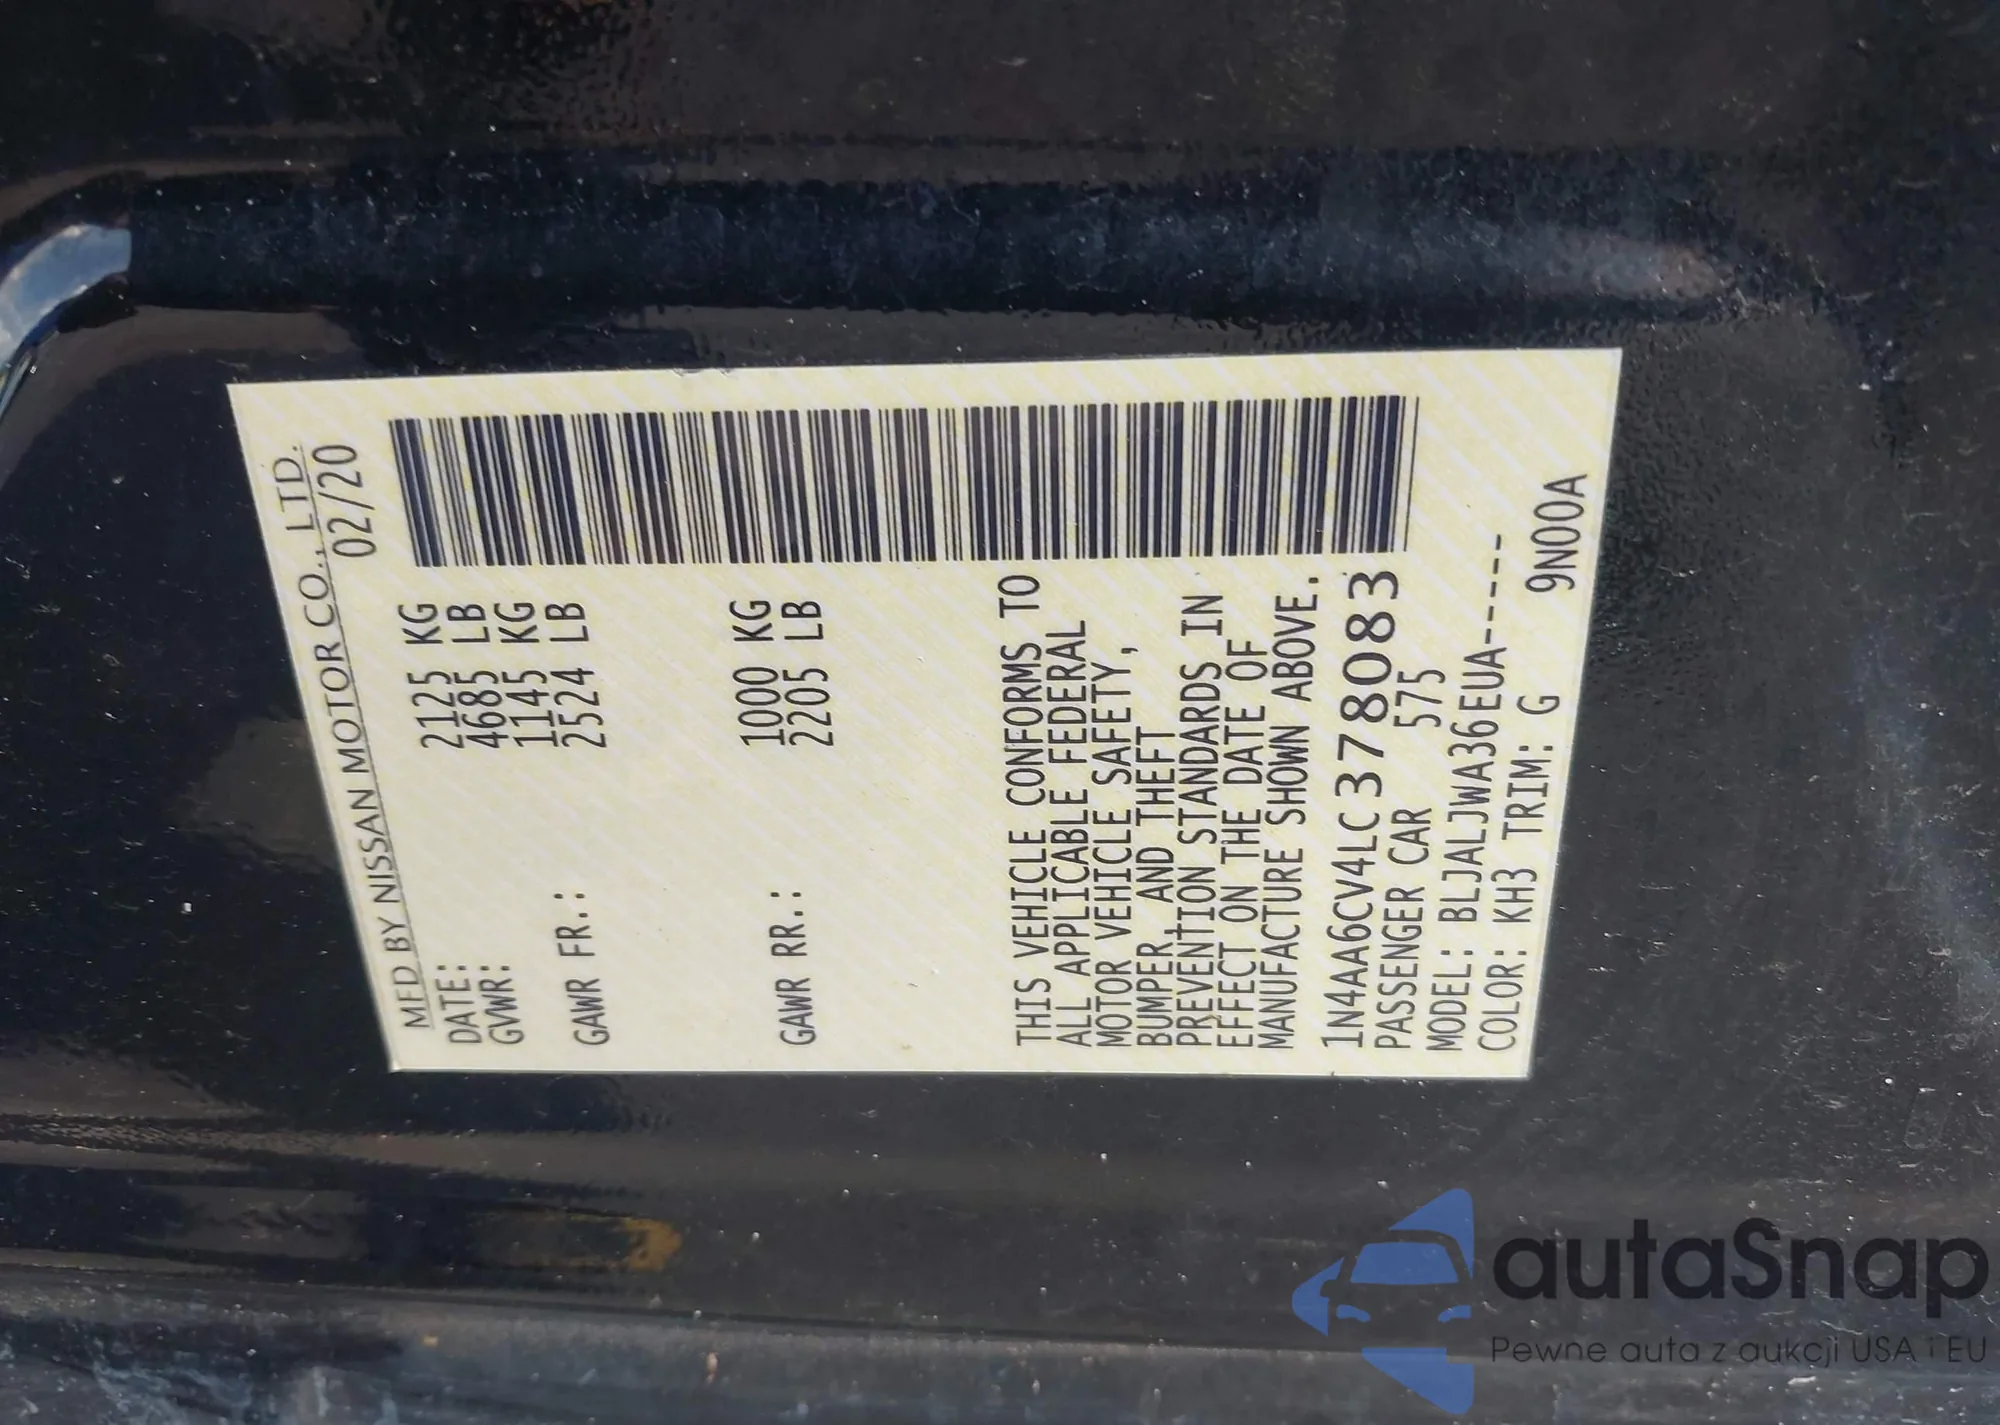 MFD BY NISSAN MOTOR CO., LTD.
DATE: 02/20
GVWR: 2125 KG
4685 LB
GAWR FR.: 1145 KG
2524 LB
GAWR RR.: 1000 KG
2205 LB
THIS VEHICLE CONFORMS TO
ALL APPLICABLE FEDERAL
MOTOR VEHICLE SAFETY,
BUMPER, AND THEFT
PREVENTION STANDARDS IN
EFFECT ON THE DATE OF
MANUFACTURE SHOWN ABOVE.
1N4AA6CV4LC378083
PASSENGER CAR 575
MODEL: BLJALJWA36EUA-----
COLOR: KH3 TRIM: G 9N00A
autaSnap
Pewne auta z aukcji USA i EU